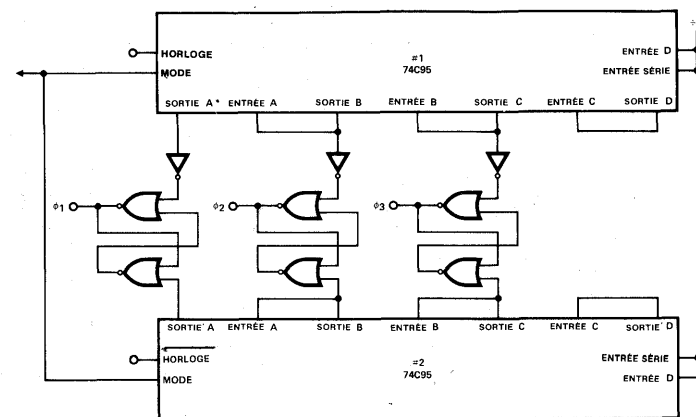 ÷
HORLOGE
MODE
#1
74C95
ENTRÉE D
ENTRÉE SÉRIE
SORTIE A* ENTRÉE A SORTIE B ENTRÉE B SORTIE C ENTRÉE C SORTIE D
ϕ1 ϕ2 ϕ3
SORTIE A ENTRÉE A SORTIE B ENTRÉE B SORTIE C ENTRÉE C SORTIE D
HORLOGE
MODE
#2
74C95
ENTRÉE SÉRIE
ENTRÉE D